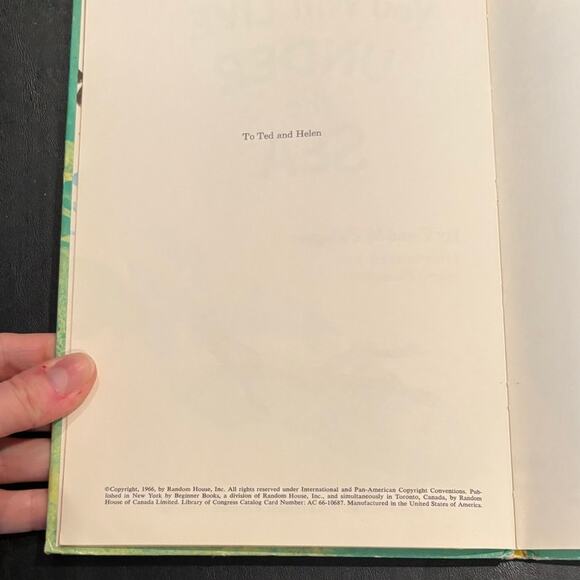 To Ted and Helen
©Copyright, 1966, by Random House, Inc. All rights reserved under International and Pan-American Copyright Conventions. Pub-
lished in New York by Beginner Books, a division of Random House, Inc., and simultaneously in Toronto, Canada, by Random
House of Canada Limited. Library of Congress Catalog Card Number: AC 66-10687. Manufactured in the United States of America.